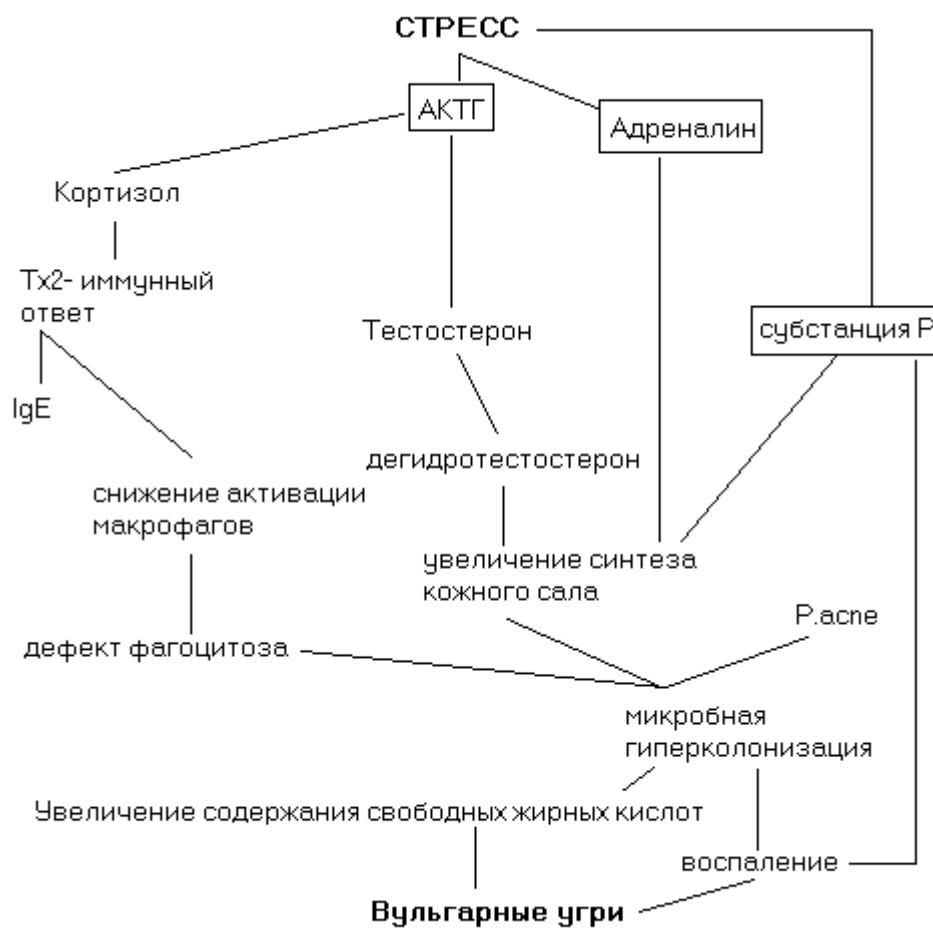 СТРЕСС
АКТГ
Адреналин
Кортизол
Тх2- иммунный
ответ
Тестостерон
субстанция Р
IgE
дегидротестостерон
снижение активации
макрофагов
увеличение синтеза
кожного сала
P.acne
дефект фагоцитоза
микробная
гиперколонизация
Увеличение содержания свободных жирных кислот
воспаление
Вульгарные угри